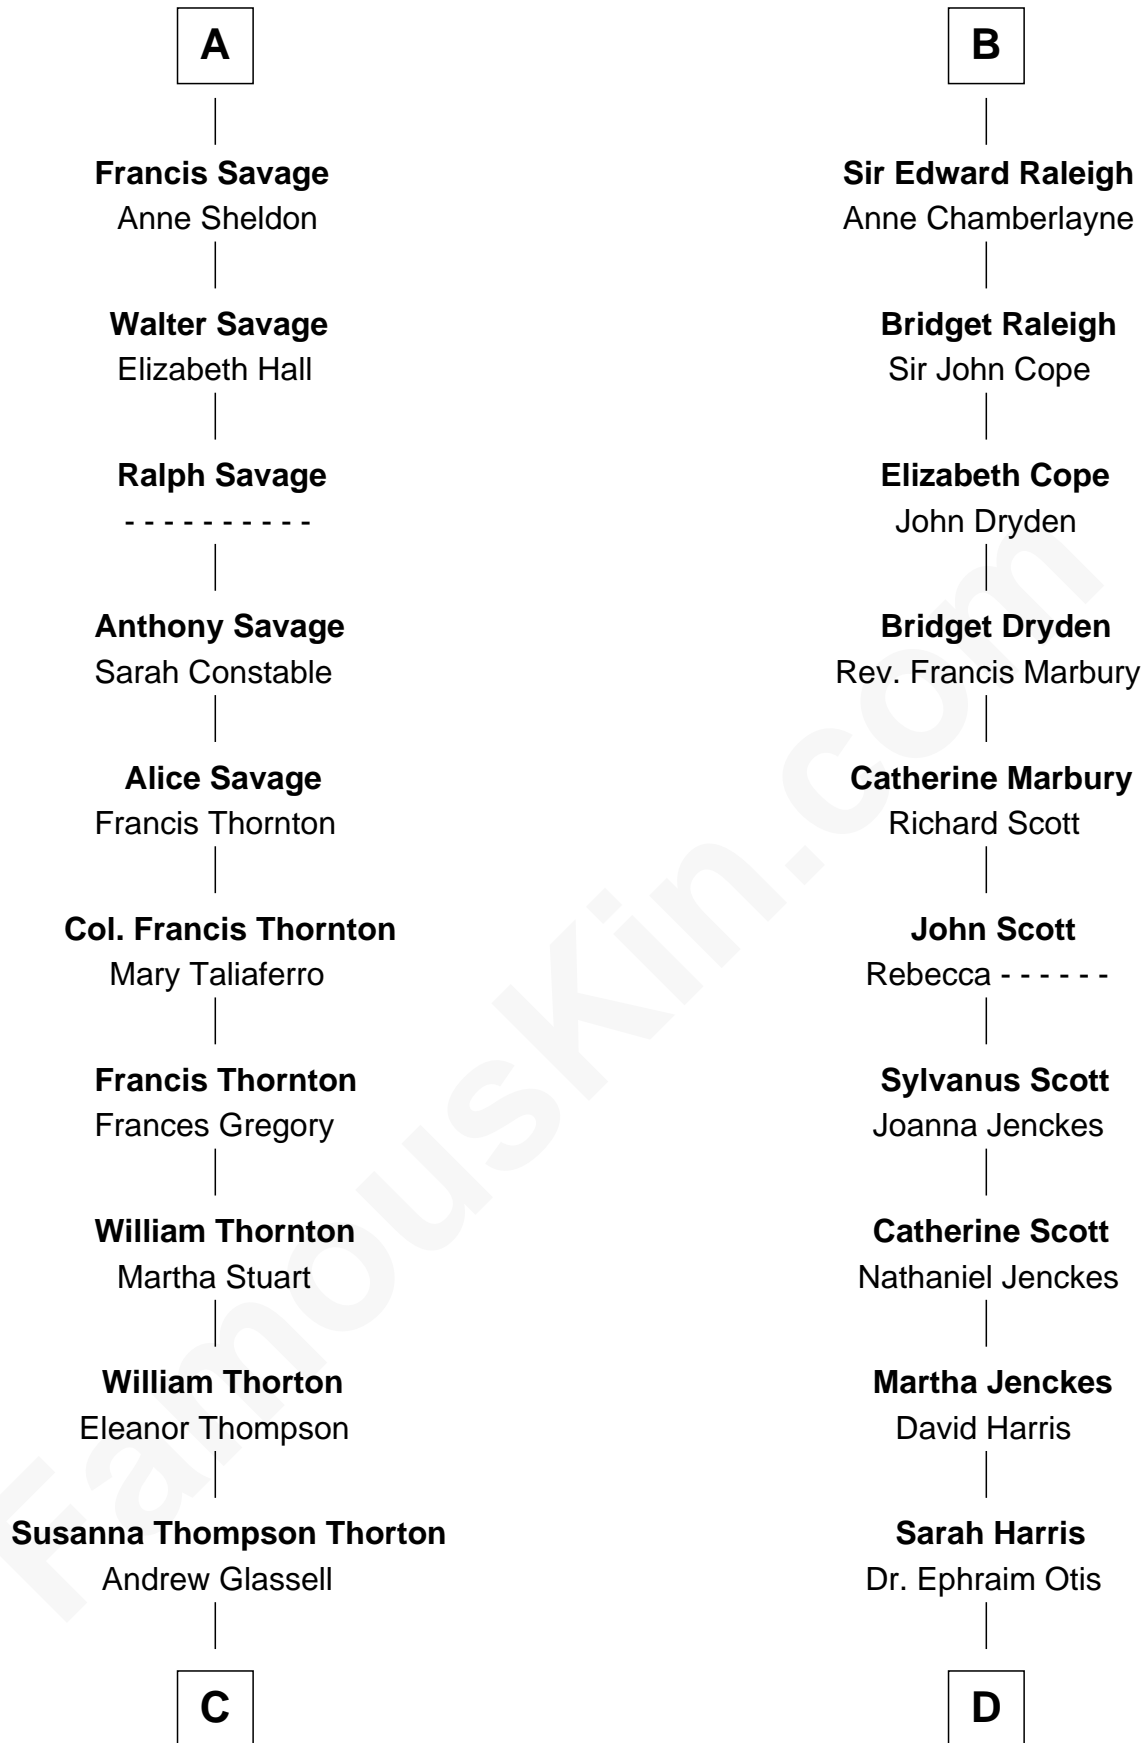 A
Francis Savage
Anne Sheldon
Walter Savage
Elizabeth Hall
Ralph Savage
- - - - - - - - - -
Anthony Savage
Sarah Constable
Alice Savage
Francis Thornton
Col. Francis Thornton
Mary Taliaferro
Francis Thornton
Frances Gregory
William Thornton
Martha Stuart
William Thorton
Eleanor Thompson
Susanna Thompson Thorton
Andrew Glassell
C
B
Sir Edward Raleigh
Anne Chamberlayne
Bridget Raleigh
Sir John Cope
Elizabeth Cope
John Dryden
Bridget Dryden
Rev. Francis Marbury
Catherine Marbury
Richard Scott
John Scott
Rebecca - - - - - -
Sylvanus Scott
Joanna Jenckes
Catherine Scott
Nathaniel Jenckes
Martha Jenckes
David Harris
Sarah Harris
Dr. Ephraim Otis
D
FamousKin.com